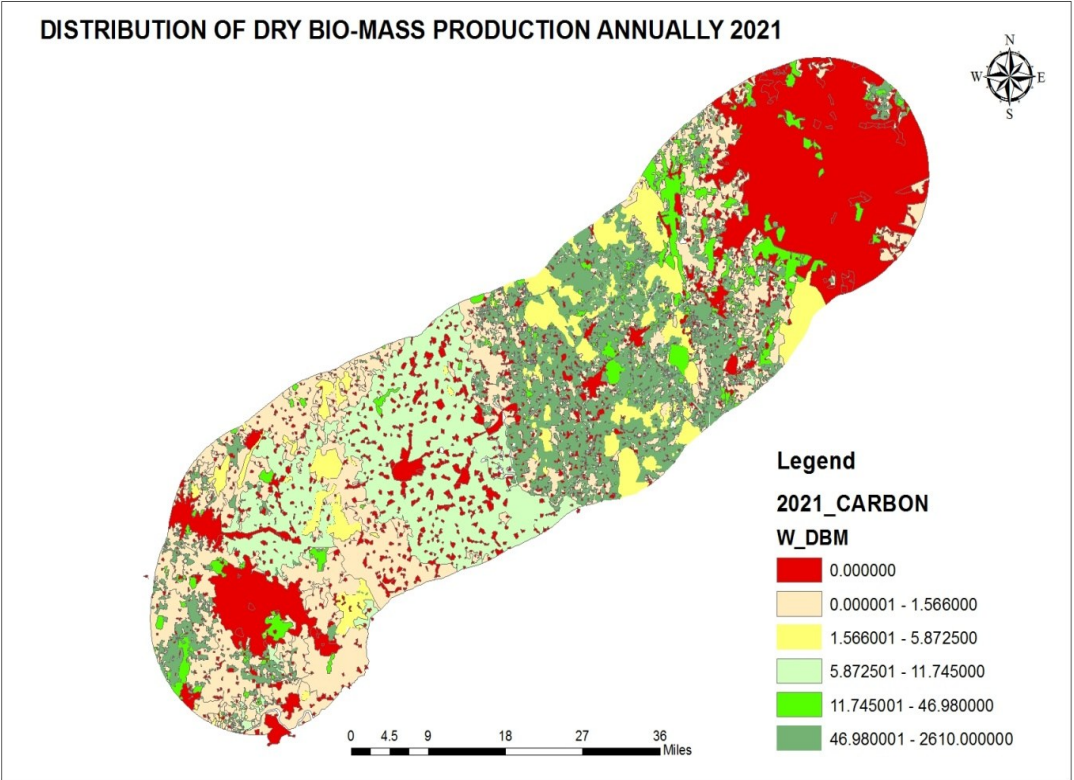 DISTRIBUTION OF DRY BIO-MASS PRODUCTION ANNUALLY 2021
N
W E
S
Legend
2021_CARBON
W_DBM
0.000000
0.000001 - 1.566000
1.566001 - 5.872500
5.872501 - 11.745000
11.745001 - 46.980000
46.980001 - 2610.000000
0 4.5 9 18 27 36
Miles